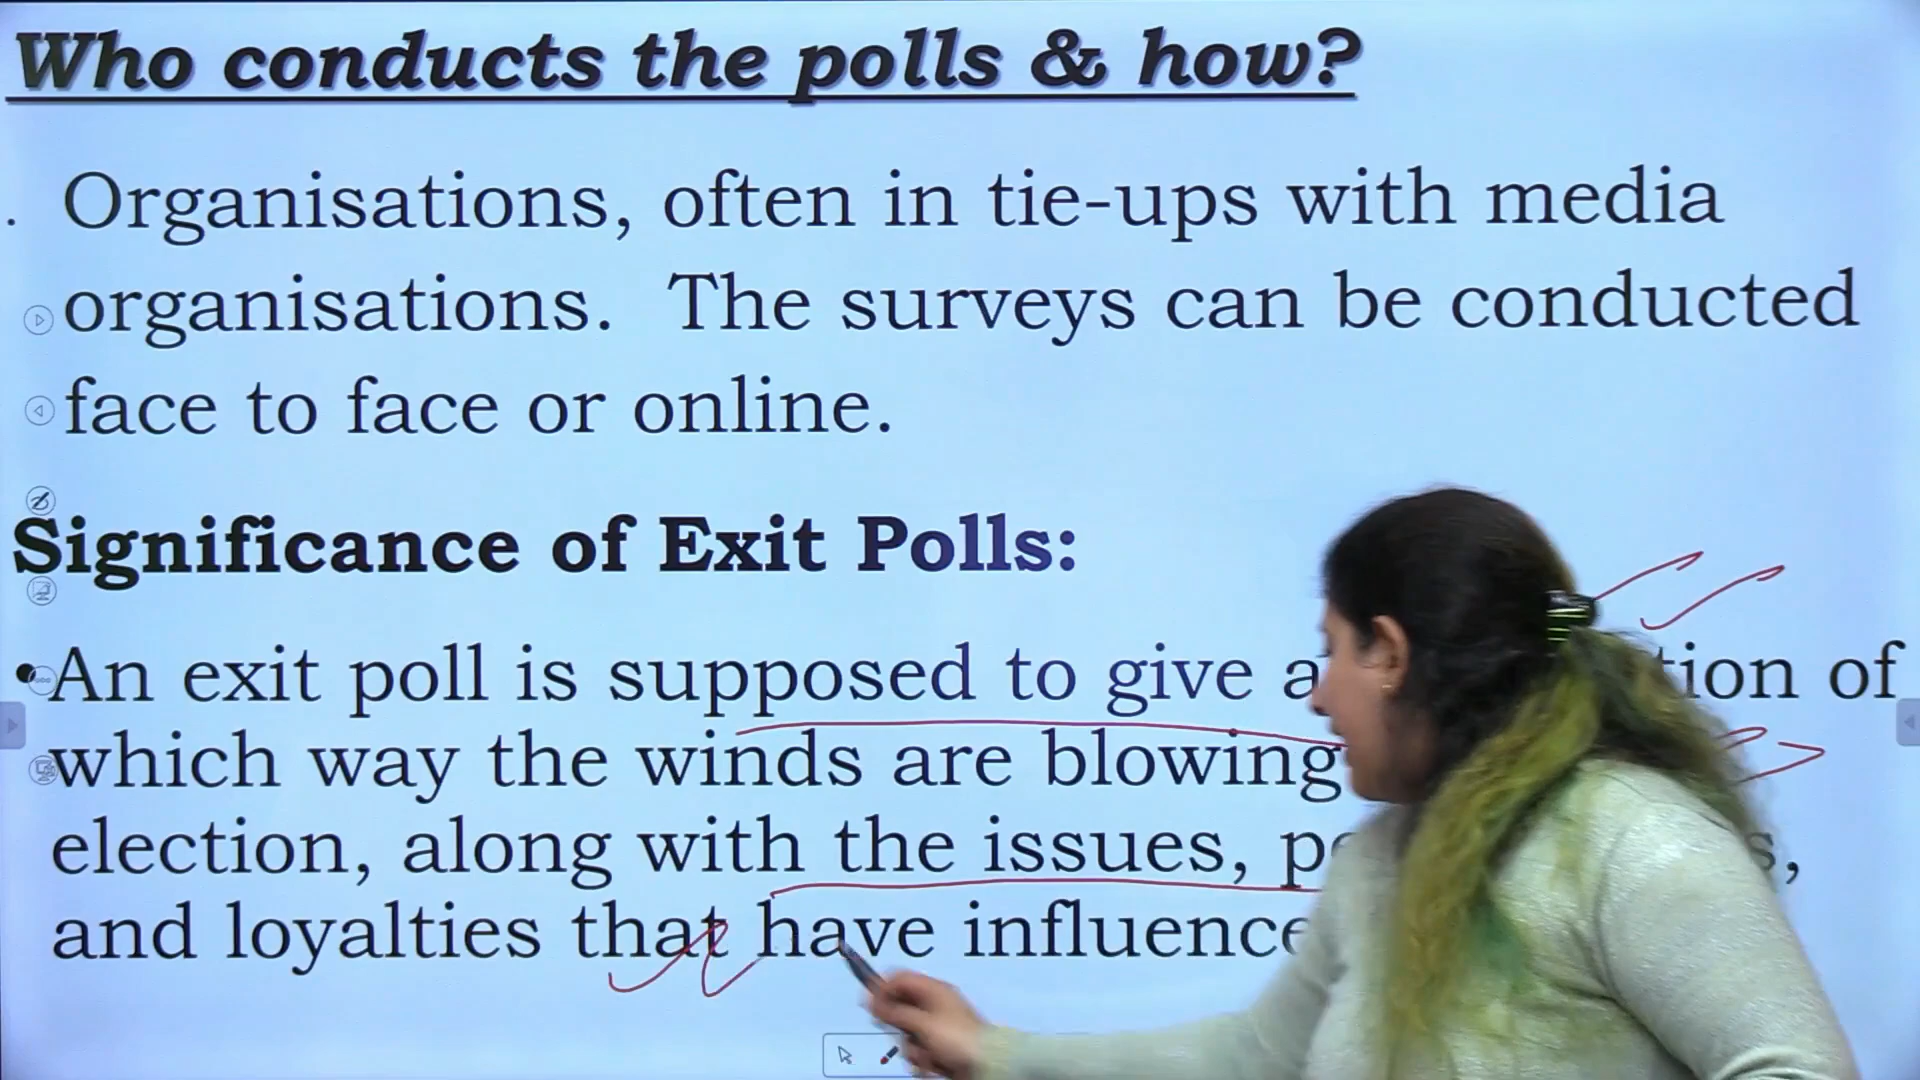 Who conducts the polls & how?
. Organisations, often in tie-ups with media
organisations. The surveys can be conducted
face to face or online.
Significance of Exit Polls:
•An exit poll is supposed to give of
which way the winds are blowing
election, along with the issues,
and loyalties that have